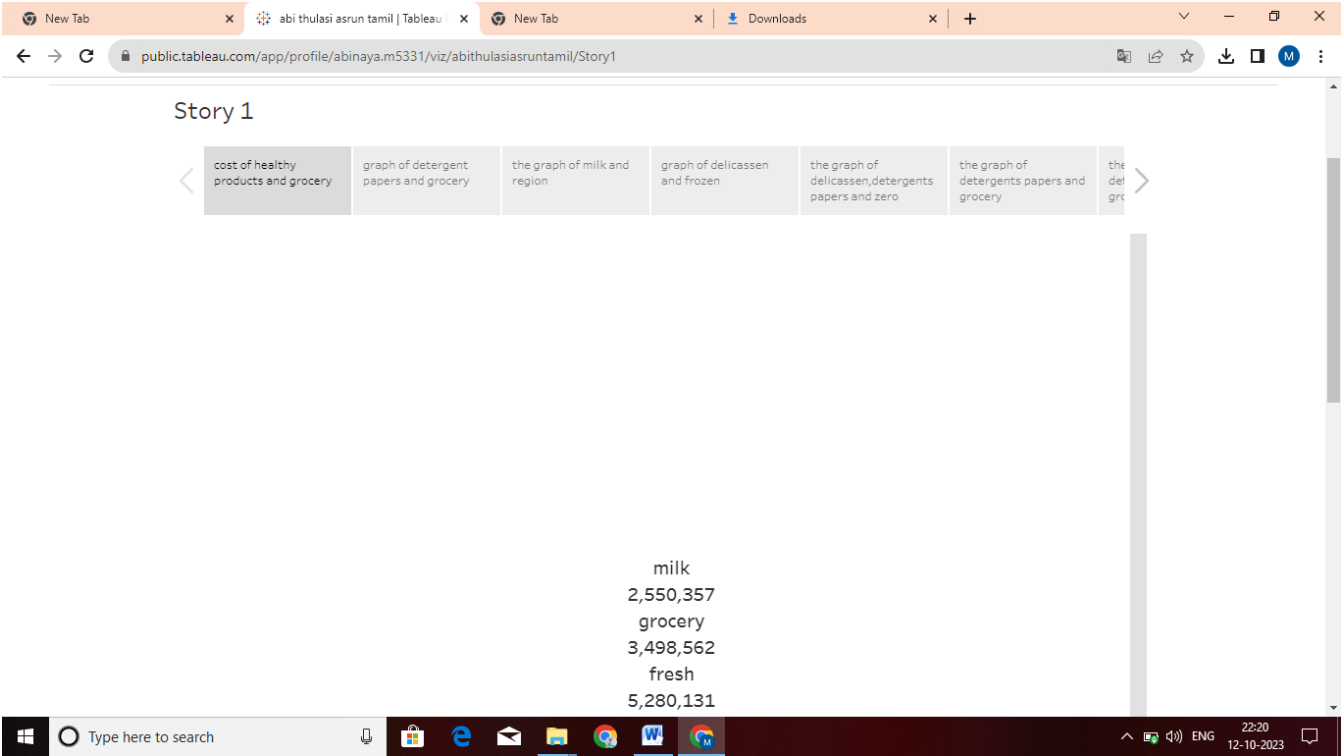 New Tab
abi thulasi asrun tamil | Tableau
New Tab
Downloads
public.tableau.com/app/profile/abinaya.m5331/viz/abithulasiasruntamil/Story1
M
Story 1
cost of healthy
products and grocery
graph of detergent
papers and grocery
the graph of milk and
region
graph of delicassen
and frozen
the graph of
delicassen,detergents
papers and zero
the graph of
detergents papers and
grocery
the
milk
2,550,357
grocery
3,498,562
fresh
5,280,131
Type here to search
W
M
ENG
22:20
12-10-2023